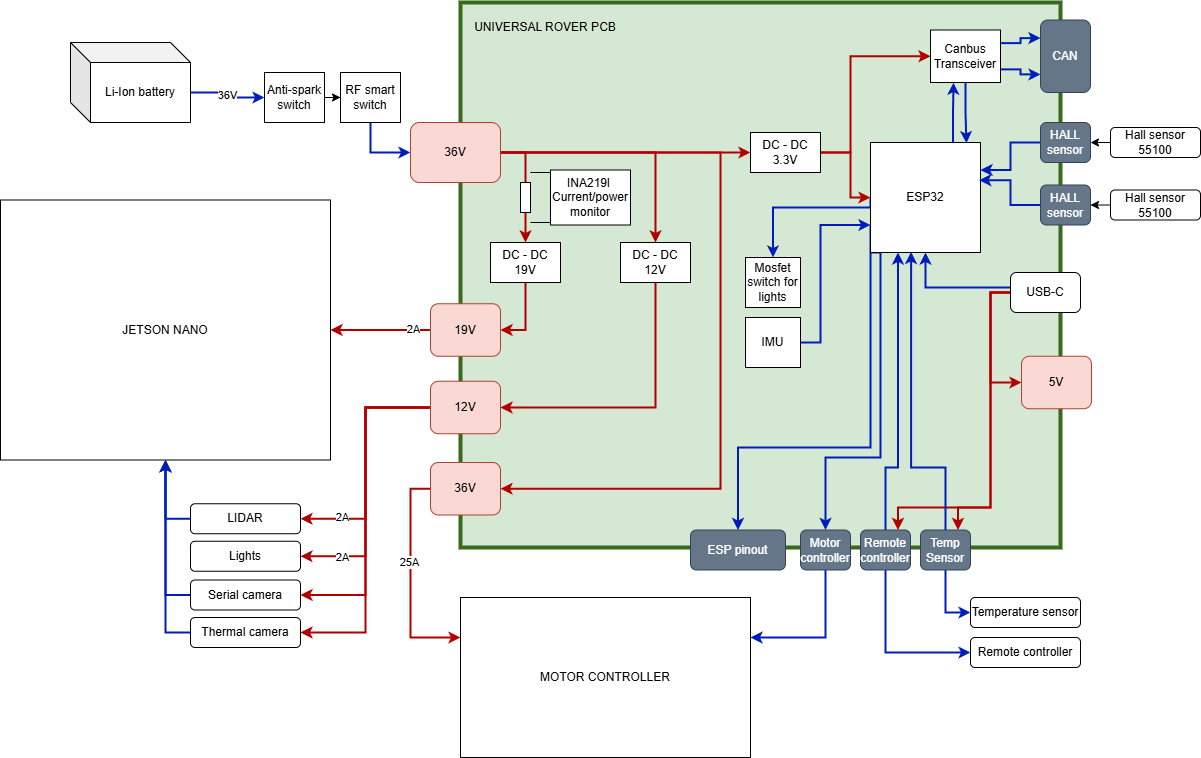 UNIVERSAL ROVER PCB
Li-Ion battery
36V
Anti-spark
switch
RF smart
switch
36V
INA219I
Current/power
monitor
DC - DC
3.3V
Canbus
Transceiver
CAN
HALL
sensor
Hall sensor
55100
HALL
sensor
Hall sensor
55100
ESP32
DC - DC
19V
DC - DC
12V
Mosfet
switch for
lights
IMU
USB-C
5V
JETSON NANO
2A
19V
12V
36V
LIDAR
2A
Lights
2A
Serial camera
Thermal camera
25A
ESP pinout
Motor
controller
Remote
controller
Temp
Sensor
Temperature sensor
Remote controller
MOTOR CONTROLLER